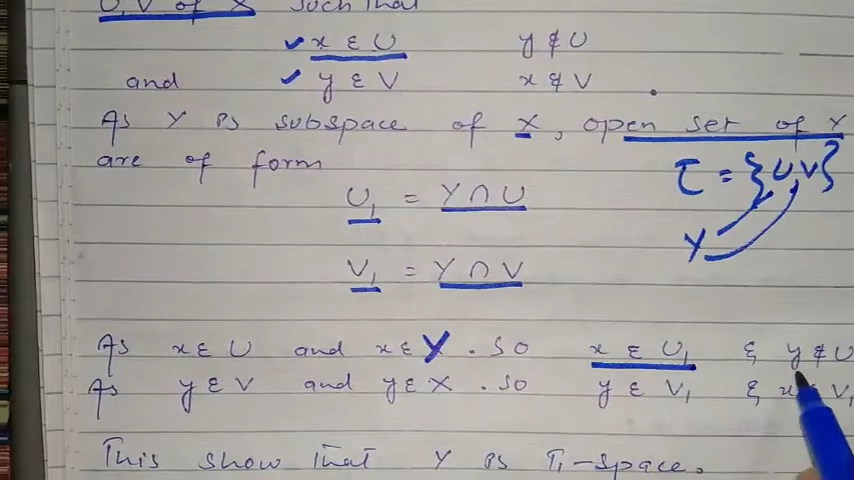 U, V of X such that
x ε U y ∉ U
and y ε V x ∉ V .
As Y is subspace of X, open set of Y
are of form
τ = {U, V}
U₁ = Y ∩ U
Y
V₁ = Y ∩ V
As x ε U and x ε Y . So x ε U₁ & y ∉ U
As y ε V and y ε X . So y ε V₁ & x V₁
This show that Y is T₁-space.